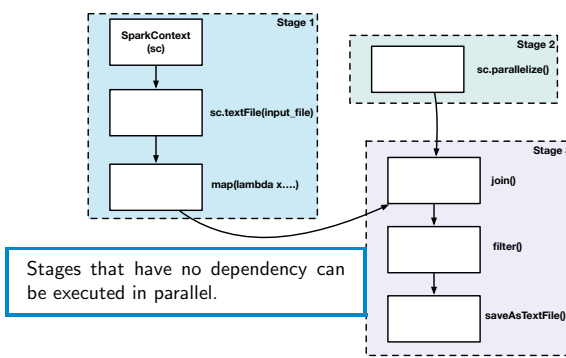 Stage 1
SparkContext
(sc)
sc.textFile(input_file)
map(lambda x....)
Stage 2
sc.parallelize()
Stage
join()
filter()
saveAsTextFile()
Stages that have no dependency can
be executed in parallel.